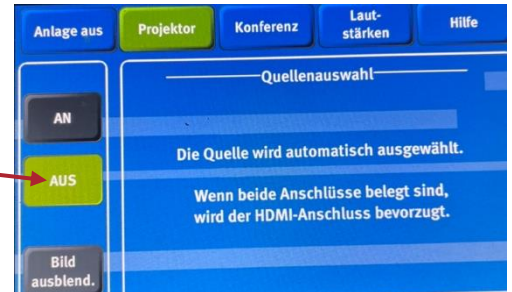 Anlage aus
Projektor
Konferenz
Laut-
stärken
Hilfe
Quellenauswahl
AN
Die Quelle wird automatisch ausgewählt.
AUS
Wenn beide Anschlüsse belegt sind,
wird der HDMI-Anschluss bevorzugt.
Bild
ausblend.